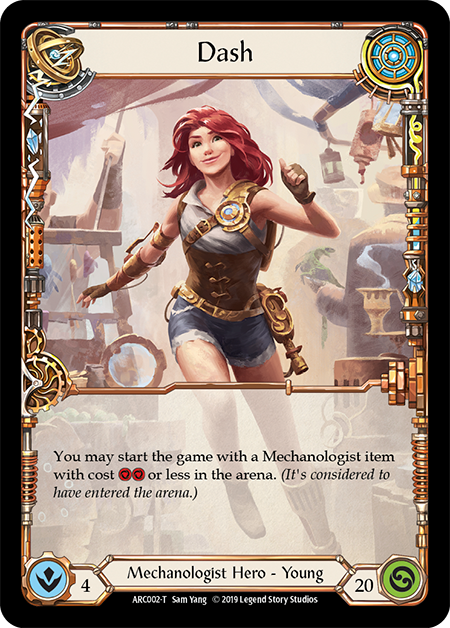 Dash
You may start the game with a Mechanologist item
with cost or less in the arena. (It's considered to
have entered the arena.)
4
Mechanologist Hero - Young
20
ARC002-T Sam Yang © 2019 Legend Story Studios